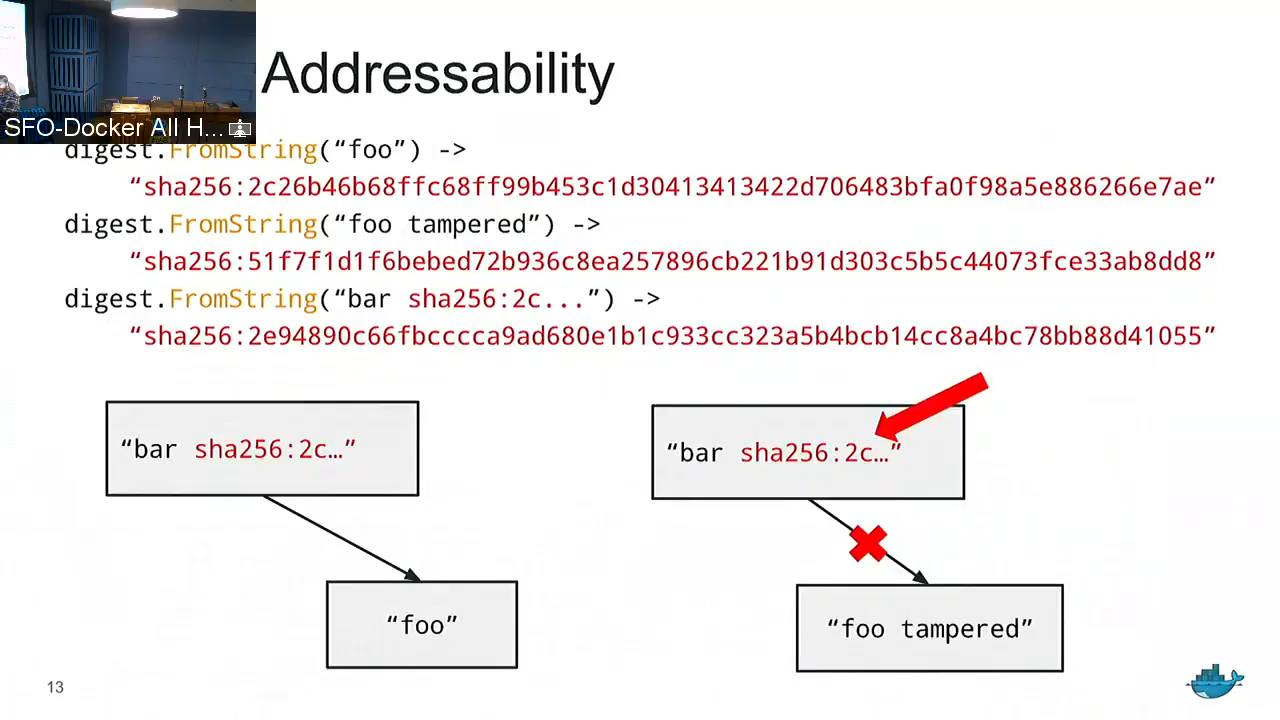 Addressability
SFO-Docker All H...
digest.FromString(“foo”) ->
“sha256:2c26b46b68ffc68ff99b453c1d30413413422d706483bfa0f98a5e886266e7ae”
digest.FromString(“foo tampered”) ->
“sha256:51f7f1d1f6bebed72b936c8ea257896cb221b91d303c5b5c44073fce33ab8dd8”
digest.FromString(“bar sha256:2c...”) ->
“sha256:2e94890c66fbcccca9ad680e1b1c933cc323a5b4bcb14cc8a4bc78bb88d41055”
“bar sha256:2c…”
“bar sha256:2c…”
“foo”
“foo tampered”
13